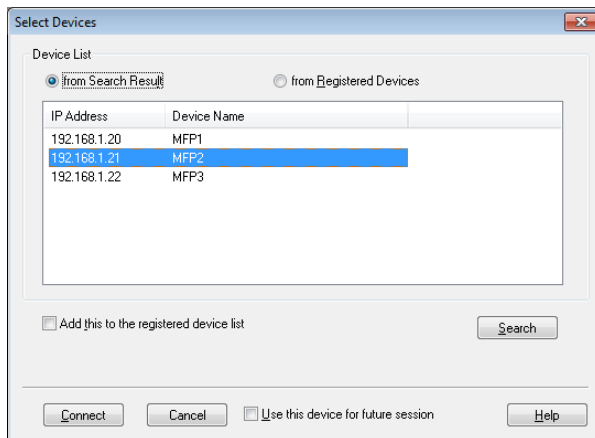 Select Devices
Device List
from Search Result
from Registered Devices
IP Address Device Name
192.168.1.20 MFP1
192.168.1.21 MFP2
192.168.1.22 MFP3
Add this to the registered device list
Search
Connect Cancel Use this device for future session Help